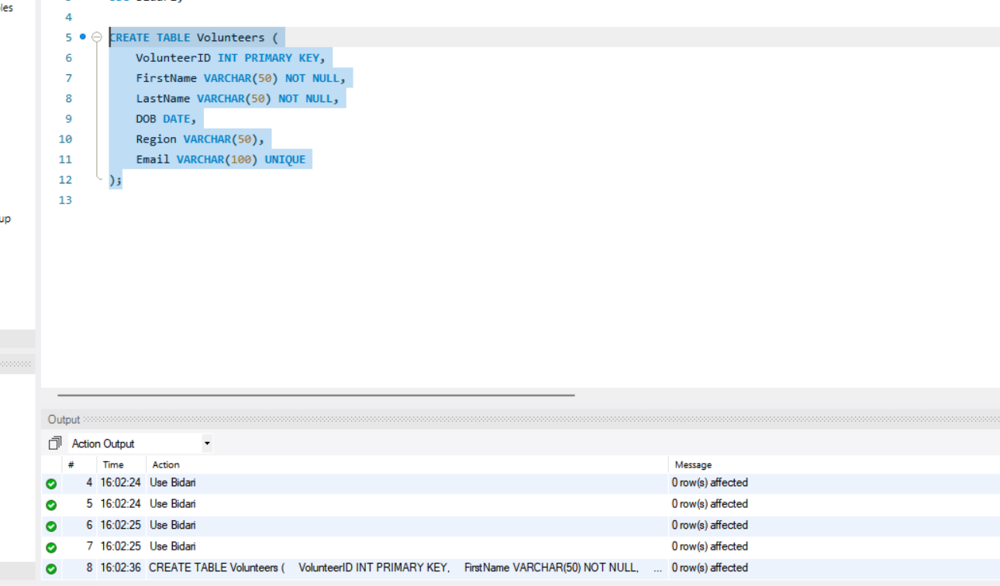 4
5 CREATE TABLE Volunteers (
6 VolunteerID INT PRIMARY KEY,
7 FirstName VARCHAR(50) NOT NULL,
8 LastName VARCHAR(50) NOT NULL,
9 DOB DATE,
10 Region VARCHAR(50),
11 Email VARCHAR(100) UNIQUE
12 );
13
Output
Action Output
# Time Action Message
4 16:02:24 Use Bidari 0 row(s) affected
5 16:02:24 Use Bidari 0 row(s) affected
6 16:02:25 Use Bidari 0 row(s) affected
7 16:02:25 Use Bidari 0 row(s) affected
8 16:02:36 CREATE TABLE Volunteers ( VolunteerID INT PRIMARY KEY, FirstName VARCHAR(50) NOT NULL, ... 0 row(s) affected